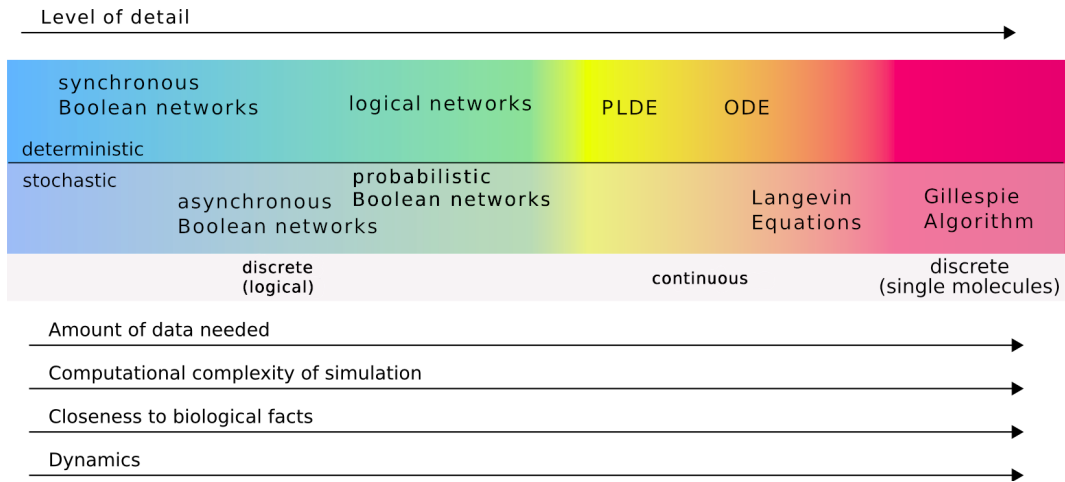 Level of detail
synchronous
Boolean networks
logical networks
PLDE
ODE
deterministic
stochastic
asynchronous
Boolean networks
probabilistic
Boolean networks
Langevin
Equations
Gillespie
Algorithm
discrete
(logical)
continuous
discrete
(single molecules)
Amount of data needed
Computational complexity of simulation
Closeness to biological facts
Dynamics